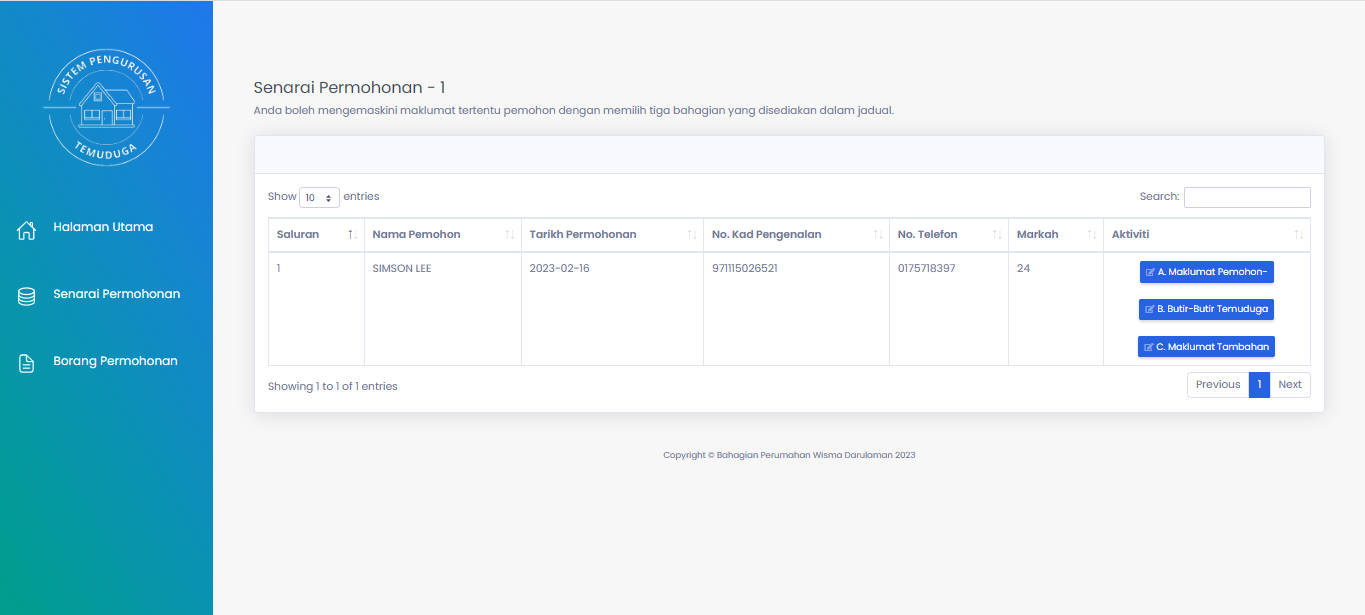 SISTEM PENGURUSAN
TEMUDUGA
Halaman Utama
Senarai Permohonan
Borang Permohonan
Senarai Permohonan - 1
Anda boleh mengemaskini maklumat tertentu pemohon dengan memilih tiga bahagian yang disediakan dalam jadual.
Show 10 entries
Search:
Saluran Nama Pemohon Tarikh Permohonan No. Kad Pengenalan No. Telefon Markah Aktiviti
1 SIMSON LEE 2023-02-16 971115026521 0175718397 24 A. Maklumat Pemohon-
B. Butir-Butir Temuduga
C. Maklumat Tambahan
Showing 1 to 1 of 1 entries
Previous 1 Next
Copyright © Bahagian Perumahan Wisma Darulaman 2023